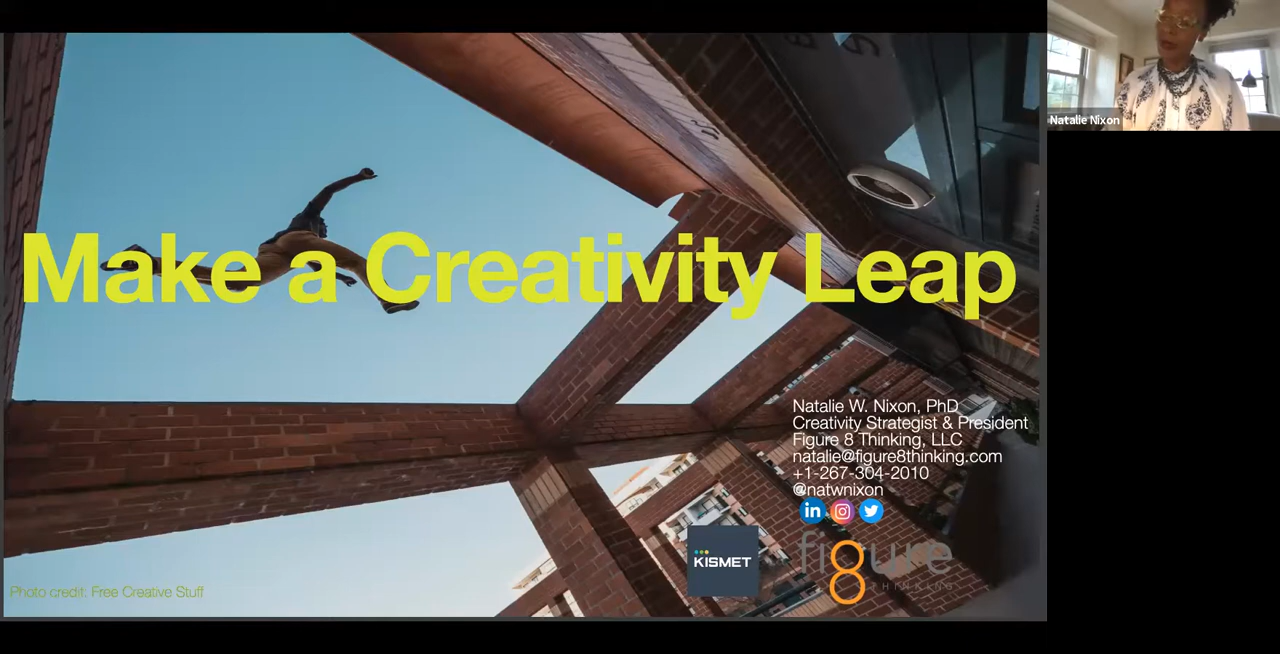 Make a Creativity Leap
Natalie Nixon
Natalie W. Nixon, PhD
Creativity Strategist & President
Figure 8 Thinking, LLC
natalie@figure8thinking.com
+1-267-304-2010
@natwnixon
in
KISMET
figure
8 THINKING
Photo credit: Free Creative Stuff